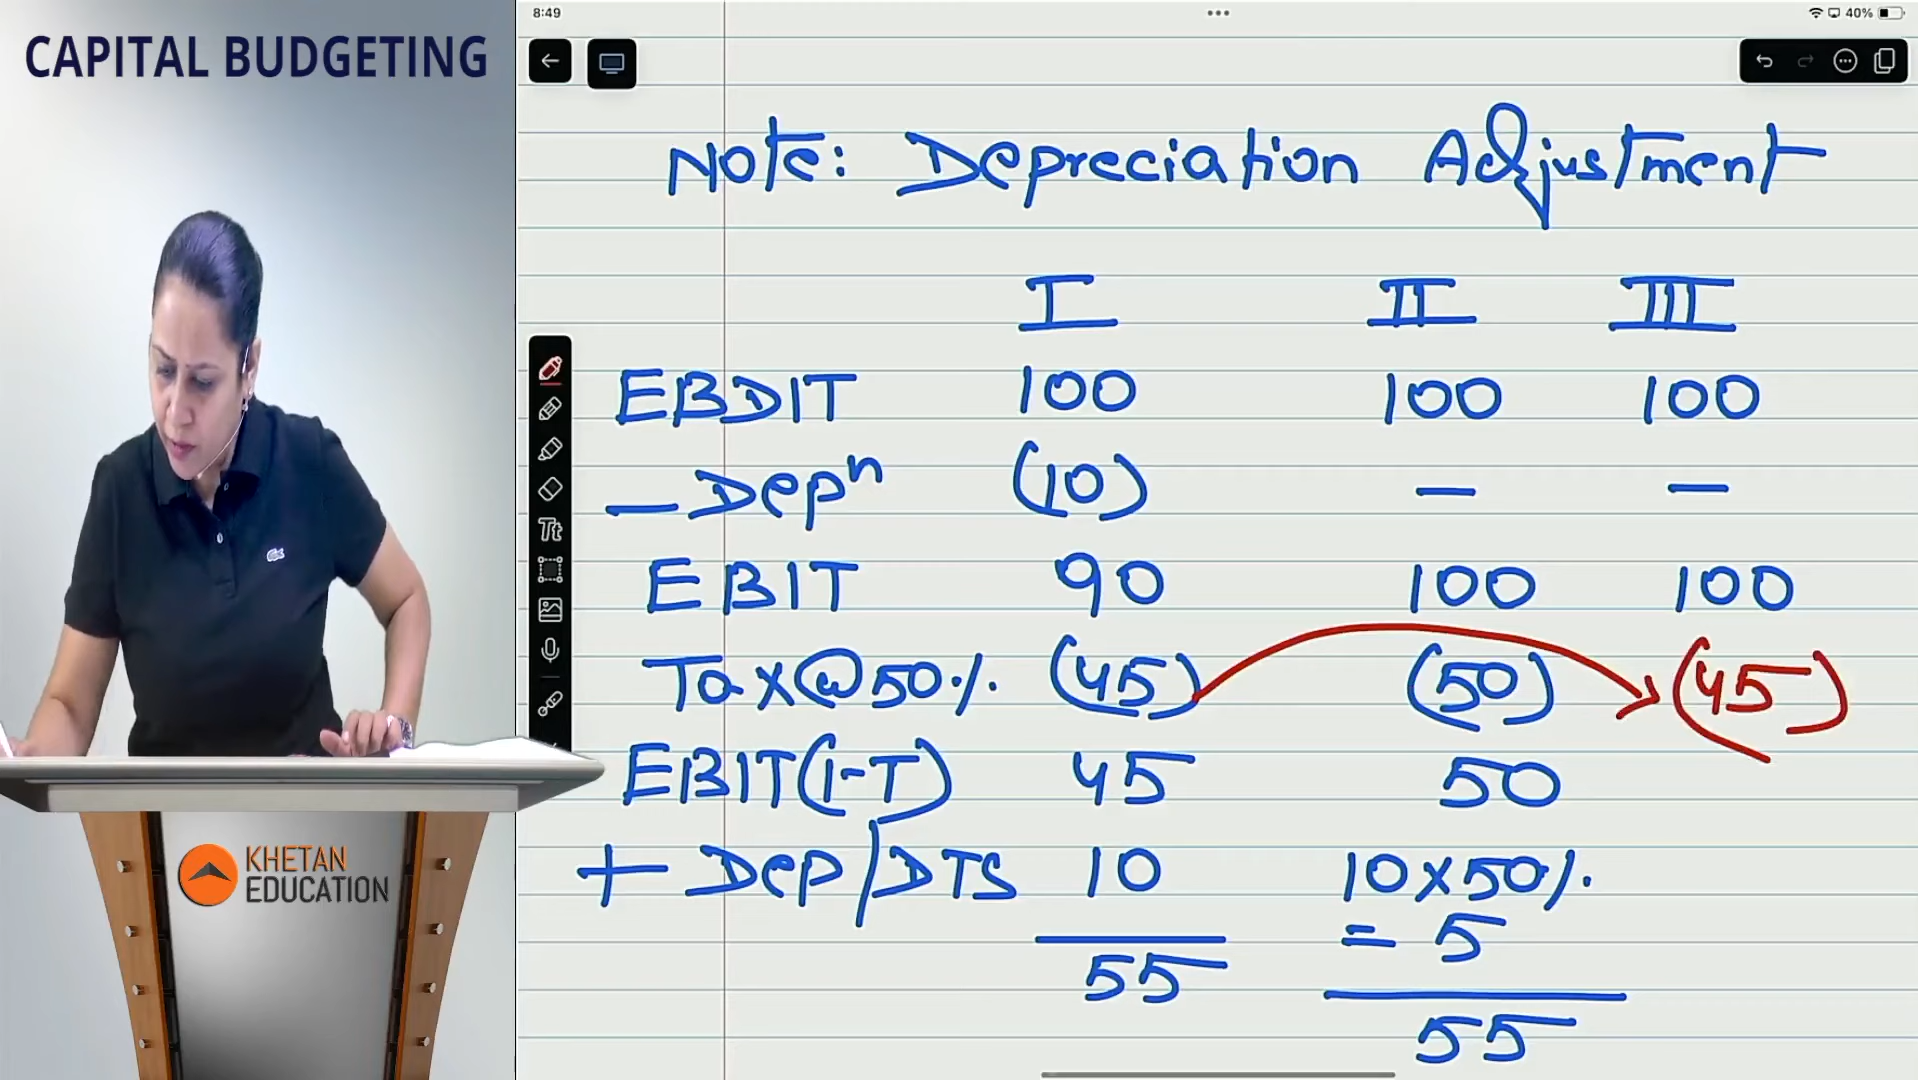 CAPITAL BUDGETING
8:49
40%
Note: Depreciation Adjustment
I II III
EBDIT 100 100 100
— Depⁿ (10) — —
EBIT 90 100 100
Tax@50% (45) (50) (45)
EBIT(1-T) 45 50
+ Dep/DTS 10 10x50%
= 5
55
55
Tt
KHETAN
EDUCATION